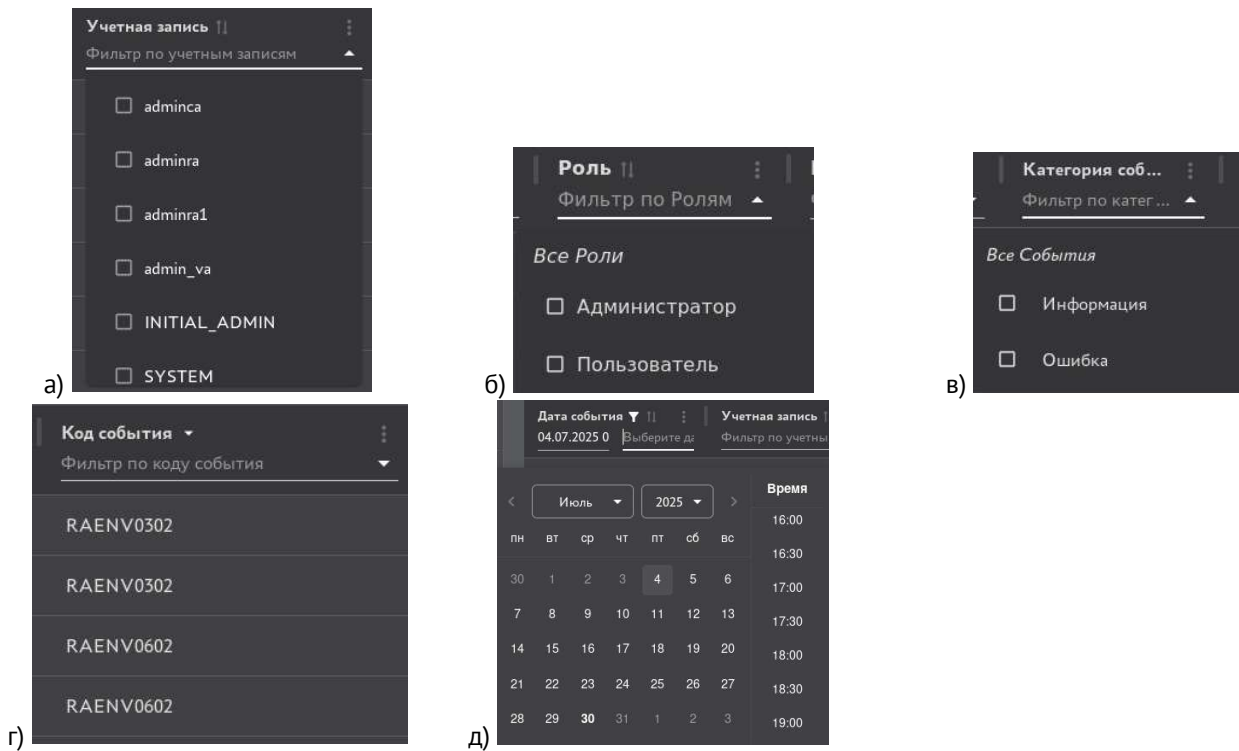 Учетная запись
Фильтр по учетным записям
adminca
adminra
adminra1
admin_va
INITIAL_ADMIN
SYSTEM
а)
Роль
Фильтр по Ролям
Все Роли
Администратор
Пользователь
б)
Категория соб...
Фильтр по катег ...
Все События
Информация
Ошибка
в)
Код события
Фильтр по коду события
RAENV0302
RAENV0302
RAENV0602
RAENV0602
г)
Дата события Учетная запись
04.07.2025 0 Выберите да Фильтр по учетны
Июль 2025 Время
пн вт ср чт пт сб вс
30 1 2 3 4 5 6
7 8 9 10 11 12 13
14 15 16 17 18 19 20
21 22 23 24 25 26 27
28 29 30 31 1 2 3
16:00
16:30
17:00
17:30
18:00
18:30
19:00
д)